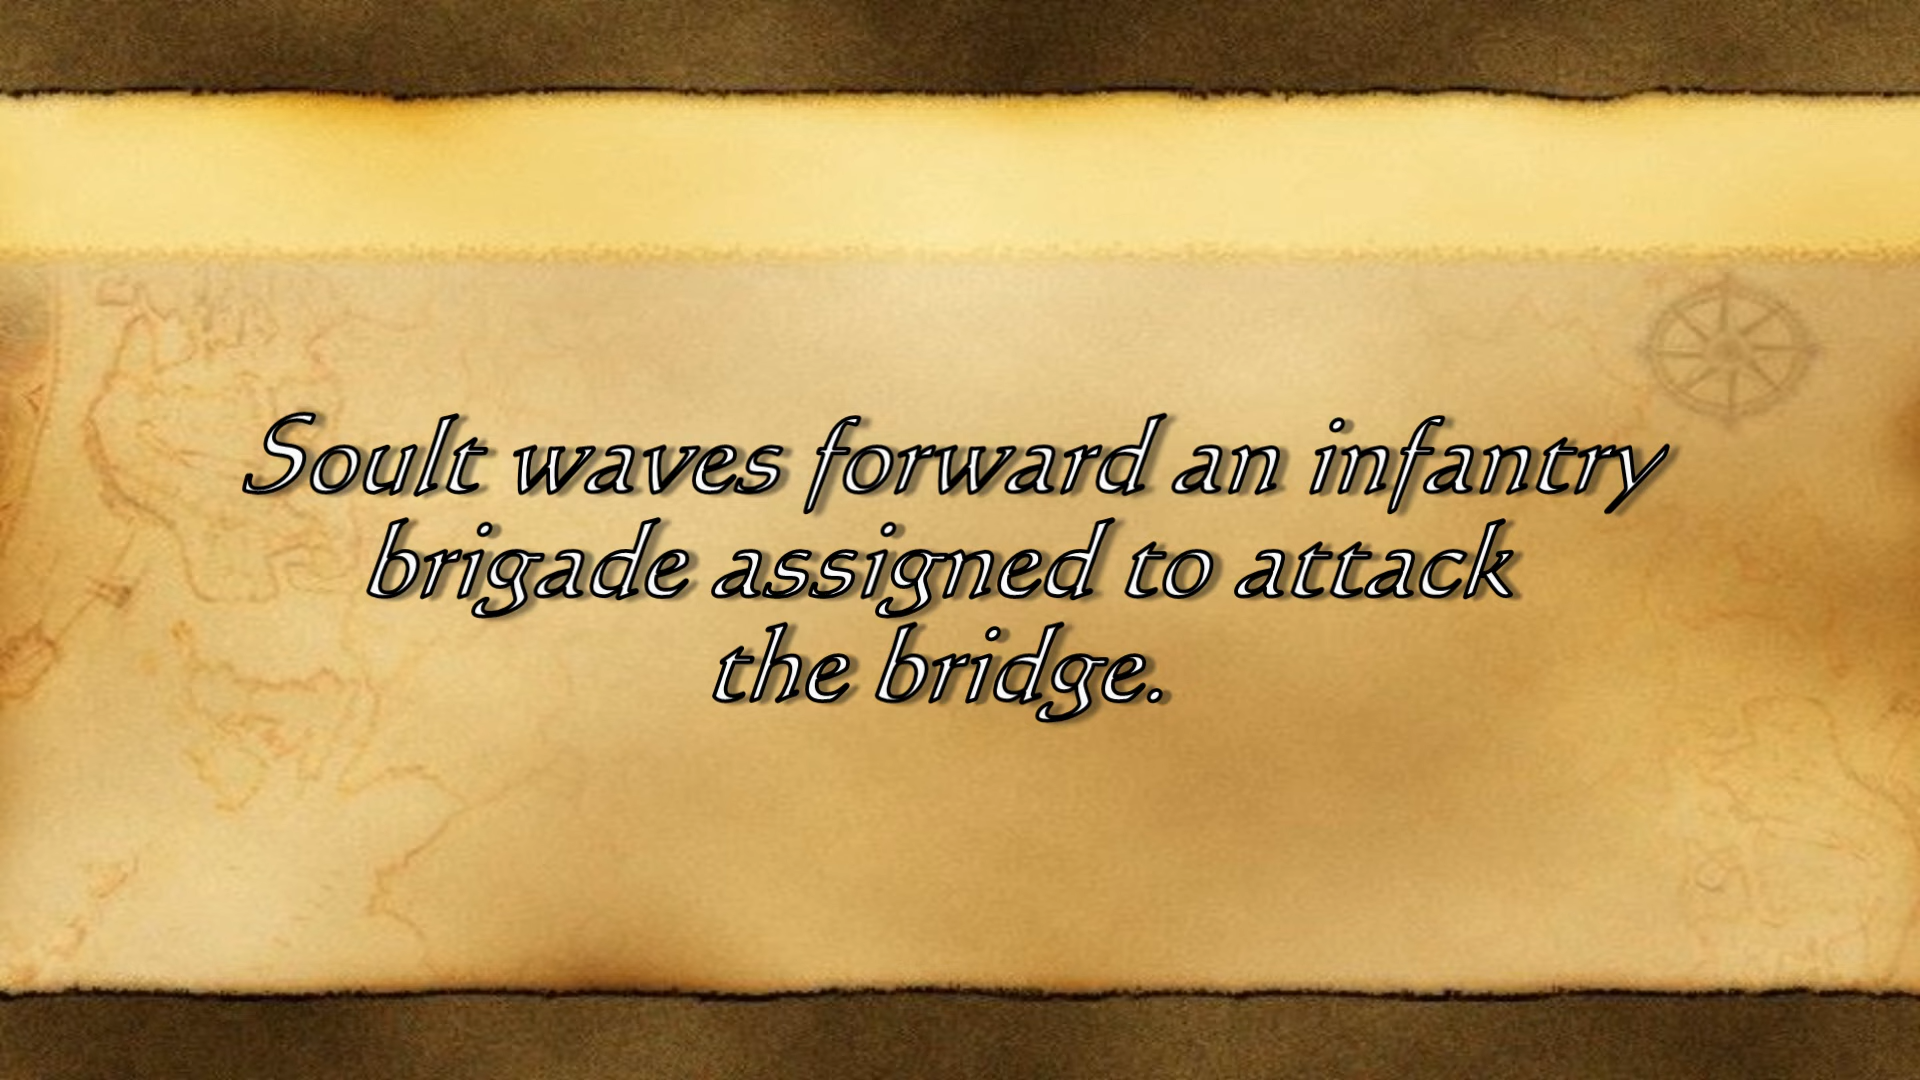 Soult waves forward an infantry
brigade assigned to attack
the bridge.